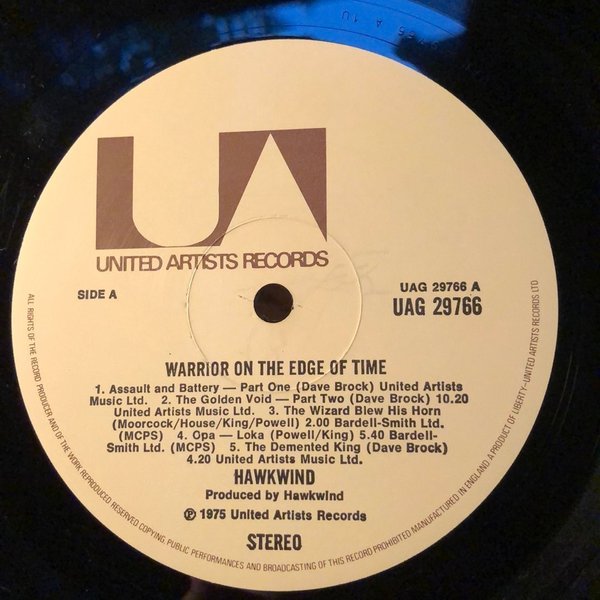 UA
UNITED ARTISTS RECORDS
SIDE A
UAG 29766 A
UAG 29766
WARRIOR ON THE EDGE OF TIME
1. Assault and Battery — Part One (Dave Brock) United Artists
Music Ltd. 2. The Golden Void — Part Two (Dave Brock) 10.20
United Artists Music Ltd. 3. The Wizard Blew His Horn
(Moorcock/House/King/Powell) 2.00 Bardell-Smith Ltd.
(MCPS) 4. Opa — Loka (Powell/King) 5.40 Bardell-
Smith Ltd. (MCPS) 5. The Demented King (Dave Brock)
4.20 United Artists Music Ltd.
HAWKWIND
Produced by Hawkwind
℗ 1975 United Artists Records
STEREO
ALL RIGHTS OF THE RECORD PRODUCER AND OF THE WORK REPRODUCED RESERVED COPYING, PUBLIC PERFORMANCES AND BROADCASTING OF THIS RECORD PROHIBITED MANUFACTURED IN ENGLAND. A PRODUCT OF LIBERTY–UNITED ARTISTS RECORDS LTD